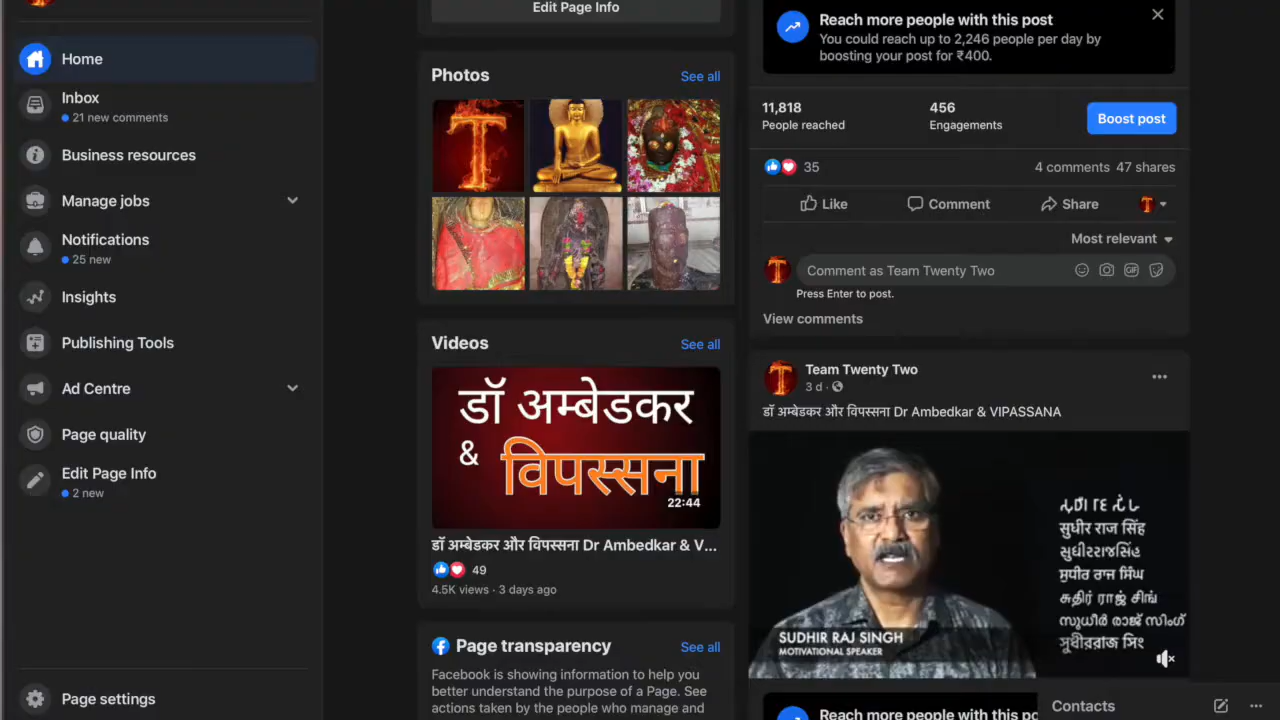 Home
Inbox
21 new comments
Business resources
Manage jobs
Notifications
25 new
Insights
Publishing Tools
Ad Centre
Page quality
Edit Page Info
2 new
Page settings
Edit Page Info
Photos
See all
T
Videos
See all
डॉ अम्बेडकर
&
विपस्सना
22:44
डॉ अम्बेडकर और विपस्सना Dr Ambedkar & V...
49
4.5K views · 3 days ago
Page transparency
See all
Facebook is showing information to help you
better understand the purpose of a Page. See
actions taken by the people who manage and
Reach more people with this post
You could reach up to 2,246 people per day by
boosting your post for ₹400.
11,818
456
People reached
Engagements
Boost post
35
4 comments 47 shares
Like
Comment
Share
Most relevant
Comment as Team Twenty Two
GIF
Press Enter to post.
View comments
Team Twenty Two
3 d ·
डॉ अम्बेडकर और विपस्सना Dr Ambedkar & VIPASSANA
सुधीर राज सिंह
SUDHIR RAJ SINGH
MOTIVATIONAL SPEAKER
Reach more people with this po
Contacts